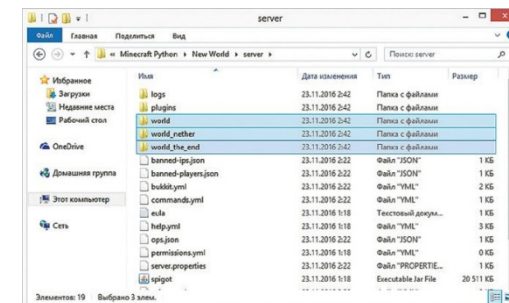 server
Файл Главная Поделиться Вид
« Minecraft Python › New World › server › Поиск: server
Избранное
Загрузки
Недавние места
Рабочий стол
OneDrive
Домашняя группа
Этот компьютер
Сеть
Имя Дата изменения Тип Размер
logs 23.11.2016 2:42 Папка с файлами
plugins 23.11.2016 2:42 Папка с файлами
world 23.11.2016 2:42 Папка с файлами
world_nether 23.11.2016 2:42 Папка с файлами
world_the_end 23.11.2016 2:42 Папка с файлами
banned-ips.json 23.11.2016 2:22 Файл "JSON" 1 КБ
banned-players.json 23.11.2016 2:22 Файл "JSON" 1 КБ
bukkit.yml 23.11.2016 2:22 Файл "YML" 2 КБ
commands.yml 23.11.2016 2:22 Файл "YML" 1 КБ
eula 23.11.2016 1:18 Текстовый докум... 1 КБ
help.yml 23.11.2016 1:18 Файл "YML" 3 КБ
ops.json 23.11.2016 2:22 Файл "JSON" 1 КБ
permissions.yml 23.11.2016 1:18 Файл "YML" 0 КБ
server.properties 23.11.2016 2:22 Файл "PROPERTIE... 1 КБ
spigot 23.11.2016 1:18 Executable Jar File 20 511 КБ
Элементов: 19 Выбрано 3 элем.